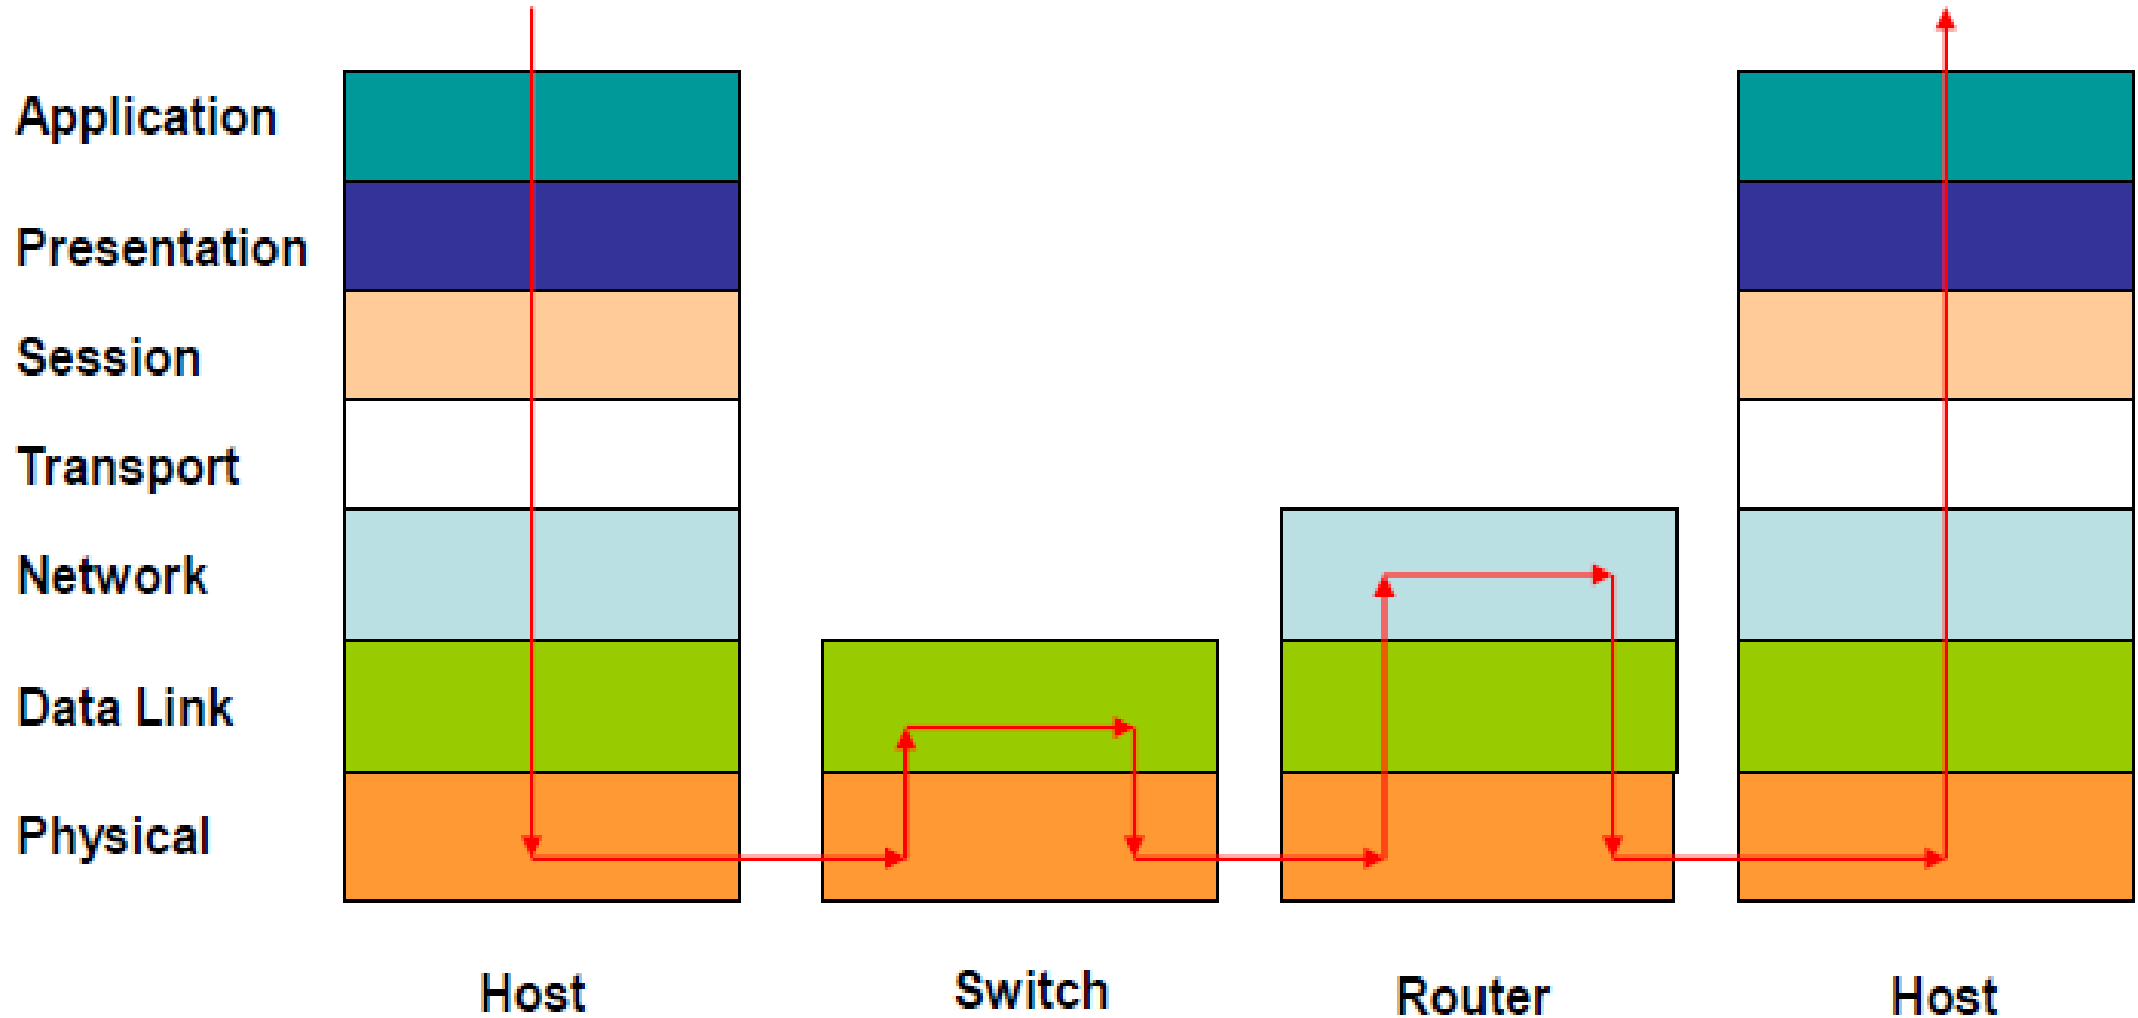 Application
Presentation
Session
Transport
Network
Data Link
Physical
Host
Switch
Router
Host